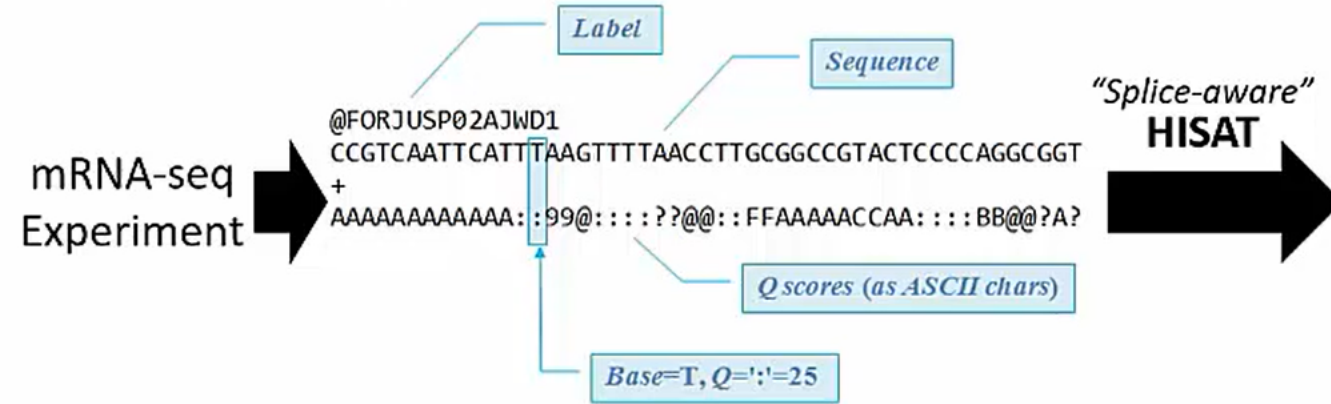 Label
Sequence
@FORJUSP02AJWD1
CCGTCAATTCATTTAAGTTTTAACCTTGCGGCCGTACTCCCCAGGCGGT
+
AAAAAAAAAAAA::99@::::??@@::FFAAAAACCAA::::BB@@?A?
mRNA-seq
Experiment
"Splice-aware"
HISAT
Q scores (as ASCII chars)
Base=T, Q=':'=25